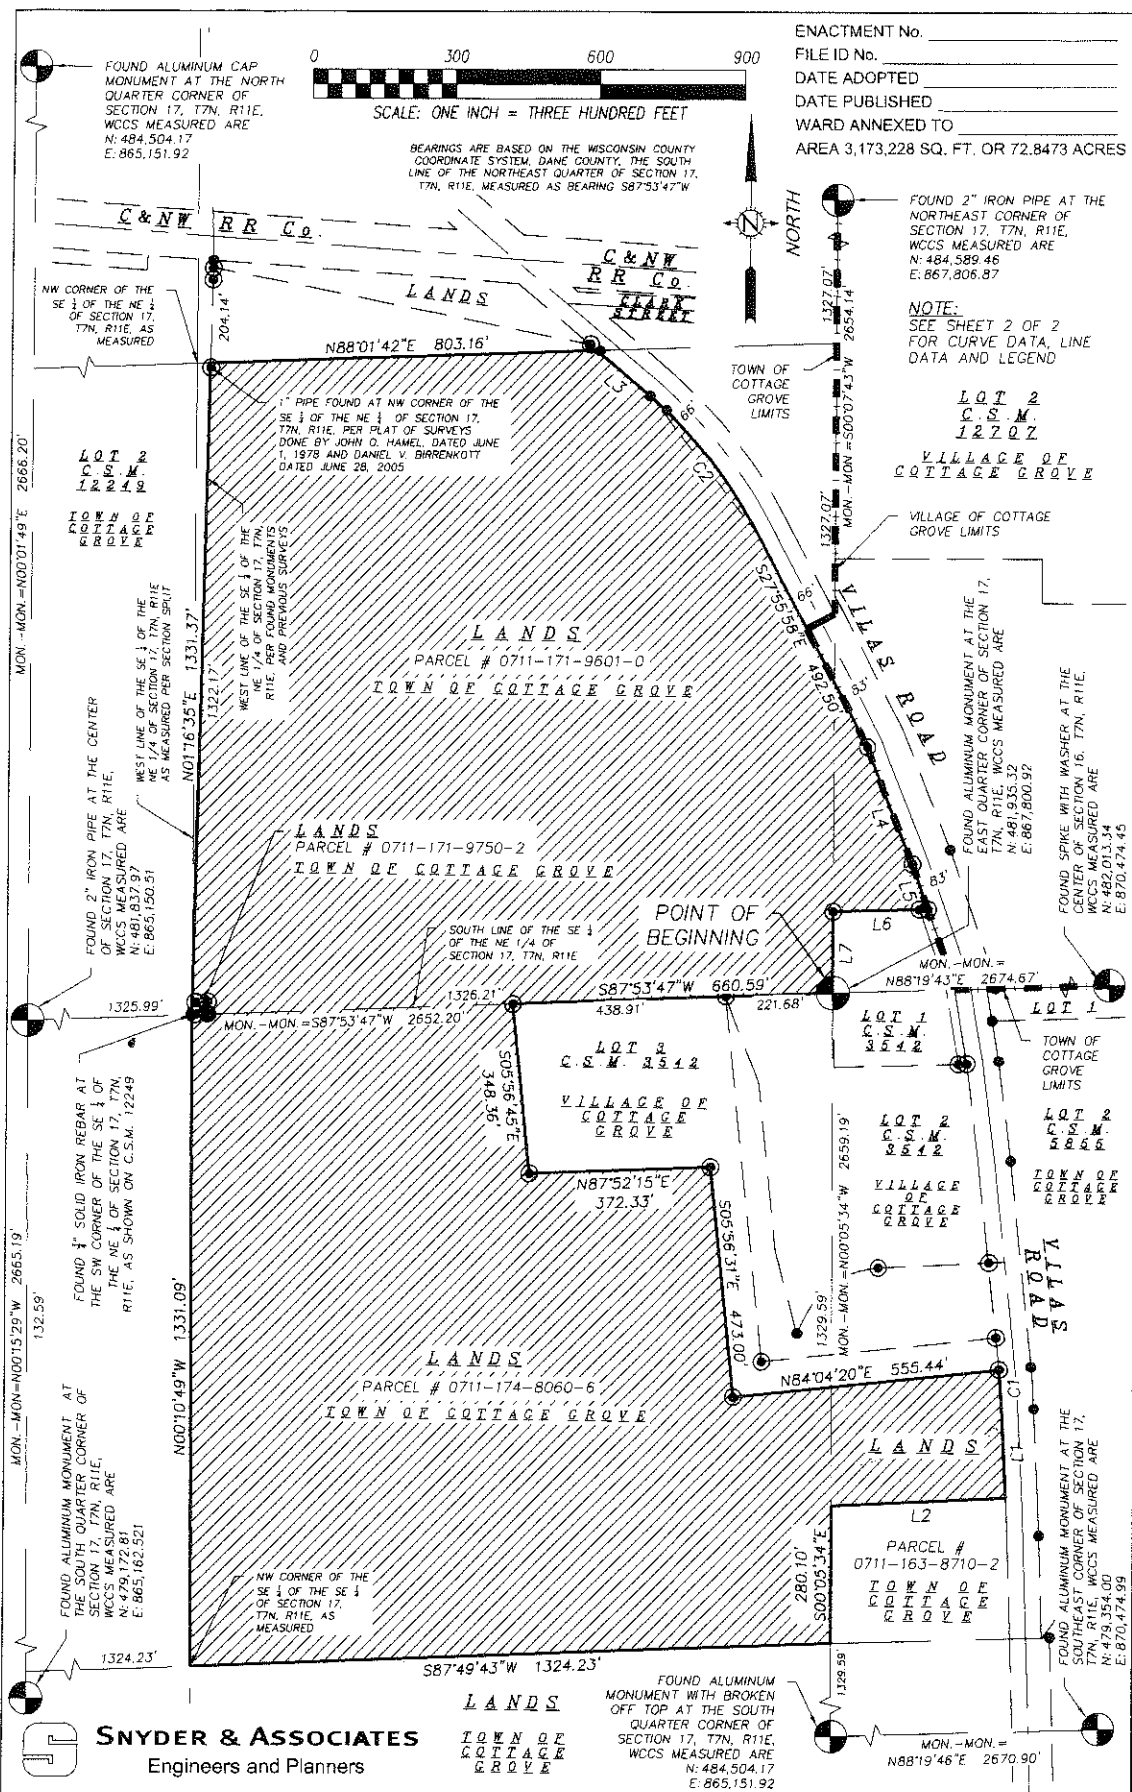 ENACTMENT No.
FILE ID No.
DATE ADOPTED
DATE PUBLISHED
WARD ANNEXED TO
AREA 3,173,228 SQ. FT. OR 72.8473 ACRES
0 300 600 900
SCALE: ONE INCH = THREE HUNDRED FEET
FOUND ALUMINUM CAP
MONUMENT AT THE NORTH
QUARTER CORNER OF
SECTION 17, T7N, R11E,
WCCS MEASURED ARE
N: 484,504.17
E: 865,151.92
BEARINGS ARE BASED ON THE WISCONSIN COUNTY
COORDINATE SYSTEM, DANE COUNTY, THE SOUTH
LINE OF THE NORTHEAST QUARTER OF SECTION 17,
T7N, R11E, MEASURED AS BEARING S87°53'47"W
N
NORTH
FOUND 2" IRON PIPE AT THE
NORTHEAST CORNER OF
SECTION 17, T7N, R11E,
WCCS MEASURED ARE
N: 484,589.46
E: 867,806.87
NOTE:
SEE SHEET 2 OF 2
FOR CURVE DATA, LINE
DATA AND LEGEND
C & NW RR Co.
C & NW
RR Co.
CLARK
STREET
LANDS
NW CORNER OF THE
SE 1/4 OF THE NE 1/4
OF SECTION 17,
T7N, R11E, AS
MEASURED
204.14'
N88°01'42"E 803.16'
L3
66'
C2
TOWN OF
COTTAGE
GROVE
LIMITS
1327.07'
1327.07'
MON.-MON.=S00°07'43"W 2654.14'
LOT 2
C.S.M.
12707
VILLAGE OF
COTTAGE GROVE
VILLAGE OF COTTAGE
GROVE LIMITS
1" PIPE FOUND AT NW CORNER OF THE
SE 1/4 OF THE NE 1/4 OF SECTION 17,
T7N, R11E, PER PLAT OF SURVEYS
DONE BY JOHN O. HAMEL, DATED JUNE
1, 1978 AND DANIEL V. BIRRENKOTT
DATED JUNE 28, 2005
LOT 2
C.S.M.
12249
TOWN OF
COTTAGE
GROVE
MON.-MON.=N00°01'49"E 2666.20'
WEST LINE OF THE SE 1/4 OF THE
NE 1/4 OF SECTION 17, T7N,
R11E, PER FOUND MONUMENTS
AND PREVIOUS SURVEYS
WEST LINE OF THE SE 1/4 OF THE
NE 1/4 OF SECTION 17, T7N, R11E
AS MEASURED PER SECTION SPLIT
N01°16'35"E 1331.37'
1322.17'
LANDS
PARCEL # 0711-171-9601-0
TOWN OF COTTAGE GROVE
S27°55'58"E 492.50'
66'
83'
VILAS ROAD
L4
L5
83'
L6
L7
FOUND ALUMINUM MONUMENT AT THE
EAST QUARTER CORNER OF SECTION 17,
T7N, R11E, WCCS MEASURED ARE
N: 481,935.32
E: 867,800.92
FOUND SPIKE WITH WASHER AT THE
CENTER OF SECTION 16, T7N, R11E,
WCCS MEASURED ARE
N: 482,013.34
E: 870,474.45
FOUND 2" IRON PIPE AT THE CENTER
OF SECTION 17, T7N, R11E,
WCCS MEASURED ARE
N: 481,837.97
E: 865,150.51
LANDS
PARCEL # 0711-171-9750-2
TOWN OF COTTAGE GROVE
SOUTH LINE OF THE SE 1/4
OF THE NE 1/4 OF
SECTION 17, T7N, R11E
POINT OF
BEGINNING
MON.-MON.=
N88°19'43"E 2674.67'
1325.99'
1326.21'
S87°53'47"W 660.59'
438.91'
221.68'
MON.-MON.=S87°53'47"W 2652.20'
LOT 1
C.S.M.
3542
LOT 1
TOWN OF
COTTAGE
GROVE
LIMITS
LOT 3
C.S.M. 3542
VILLAGE OF
COTTAGE
GROVE
S05°56'45"E
348.36'
N87°52'15"E
372.33'
S05°56'31"E 473.00'
LOT 2
C.S.M.
3542
VILLAGE
OF
COTTAGE
GROVE
LOT 2
C.S.M.
5855
TOWN OF
COTTAGE
GROVE
1329.59'
MON.-MON.=N00°05'34"W 2659.19'
VILAS
ROAD
FOUND 3/4" SOLID IRON REBAR AT
THE SW CORNER OF THE SE 1/4 OF
THE NE 1/4 OF SECTION 17, T7N,
R11E, AS SHOWN ON C.S.M. 12249
MON.-MON=N00°15'29"W 2665.19'
132.59'
N00°10'49"W 1331.09'
LANDS
PARCEL # 0711-174-8060-6
TOWN OF COTTAGE GROVE
N84°04'20"E 555.44'
C1
L1
LANDS
L2
PARCEL #
0711-163-8710-2
TOWN OF
COTTAGE
GROVE
280.10'
S00°05'34"E
FOUND ALUMINUM MONUMENT AT
THE SOUTH QUARTER CORNER OF
SECTION 17, T7N, R11E,
WCCS MEASURED ARE
N: 479,172.81
E: 865,162.521
FOUND ALUMINUM MONUMENT AT THE
SOUTHEAST CORNER OF SECTION 17,
T7N, R11E, WCCS MEASURED ARE
N: 479,354.00
E: 870,474.99
NW CORNER OF THE
SE 1/4 OF THE SE 1/4
OF SECTION 17,
T7N, R11E, AS
MEASURED
1324.23'
S87°49'43"W 1324.23'
1329.59'
FOUND ALUMINUM
MONUMENT WITH BROKEN
OFF TOP AT THE SOUTH
QUARTER CORNER OF
SECTION 17, T7N, R11E,
WCCS MEASURED ARE
N: 484,504.17
E: 865,151.92
MON.-MON.=
N88°19'46"E 2670.90'
LANDS
TOWN OF
COTTAGE
GROVE
SNYDER & ASSOCIATES
Engineers and Planners